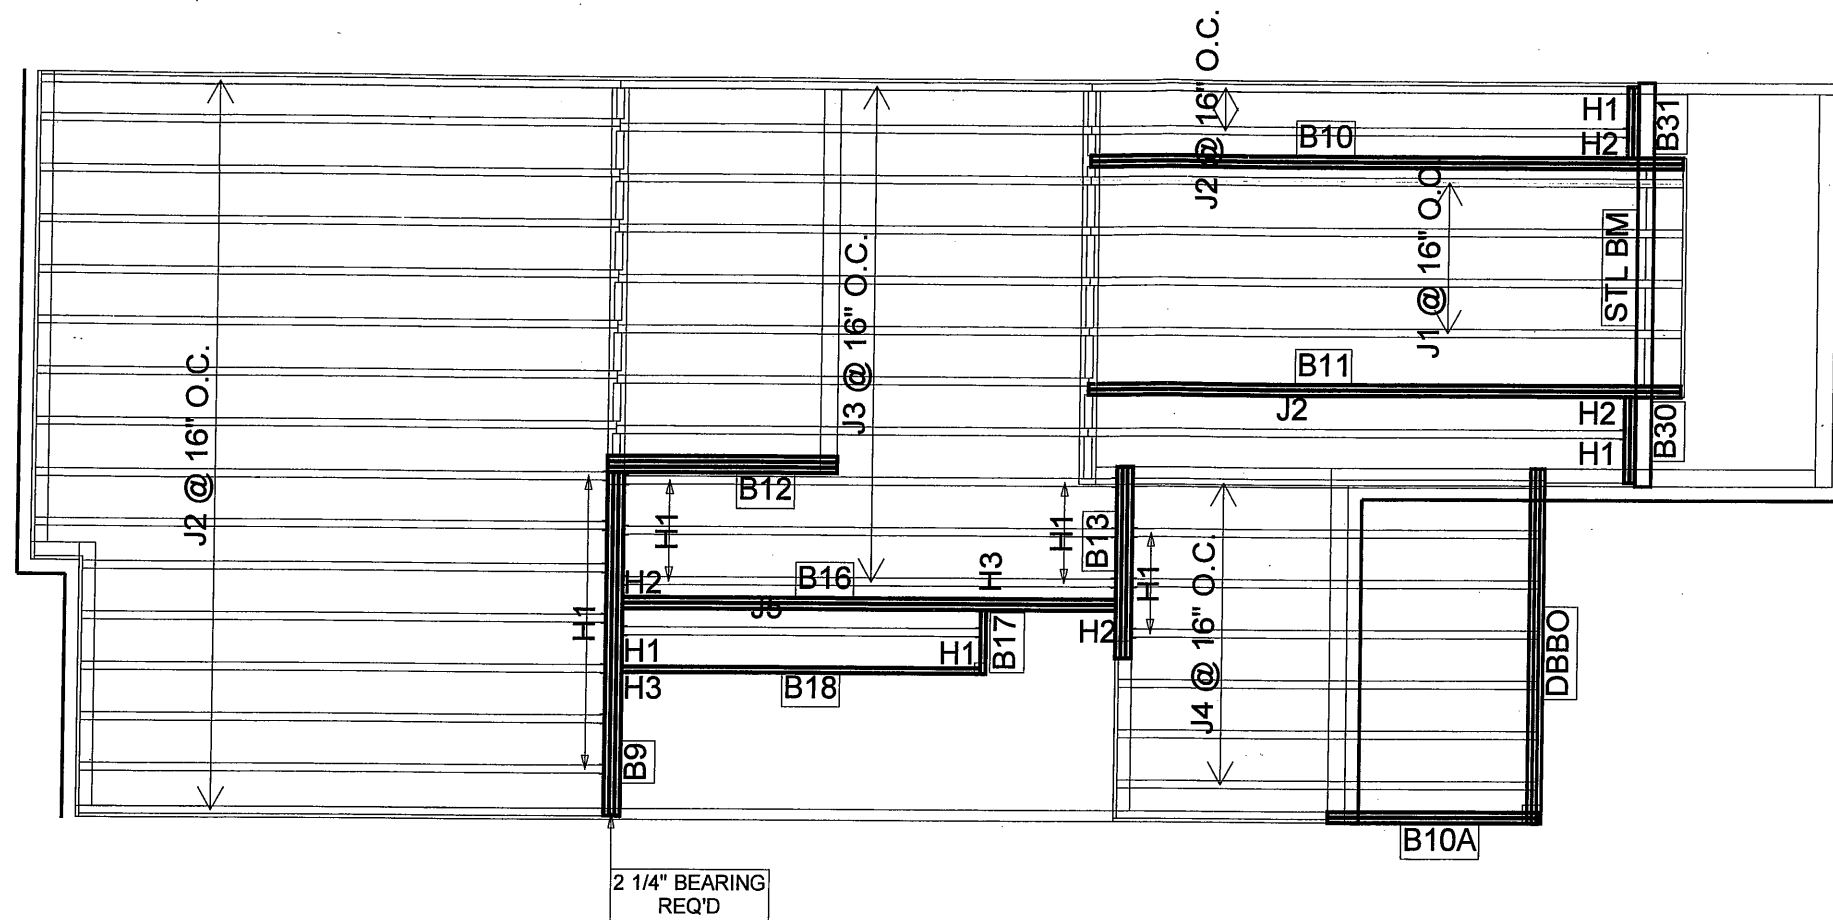 J2 @ 16" O.C.
H1
H2
B31
B10
J2 @ 16" O.C.
J3 @ 16" O.C.
J1 @ 16" O.C
STL BM
B11
J2
H2
H1
B30
B12
H1
H1
B13
H1
H1
J4 @ 16" O.C.
H2
B16
H3
J5
H2
H1
H1
B17
H3
B18
B9
DBBO
B10A
2 1/4" BEARING
REQ'D